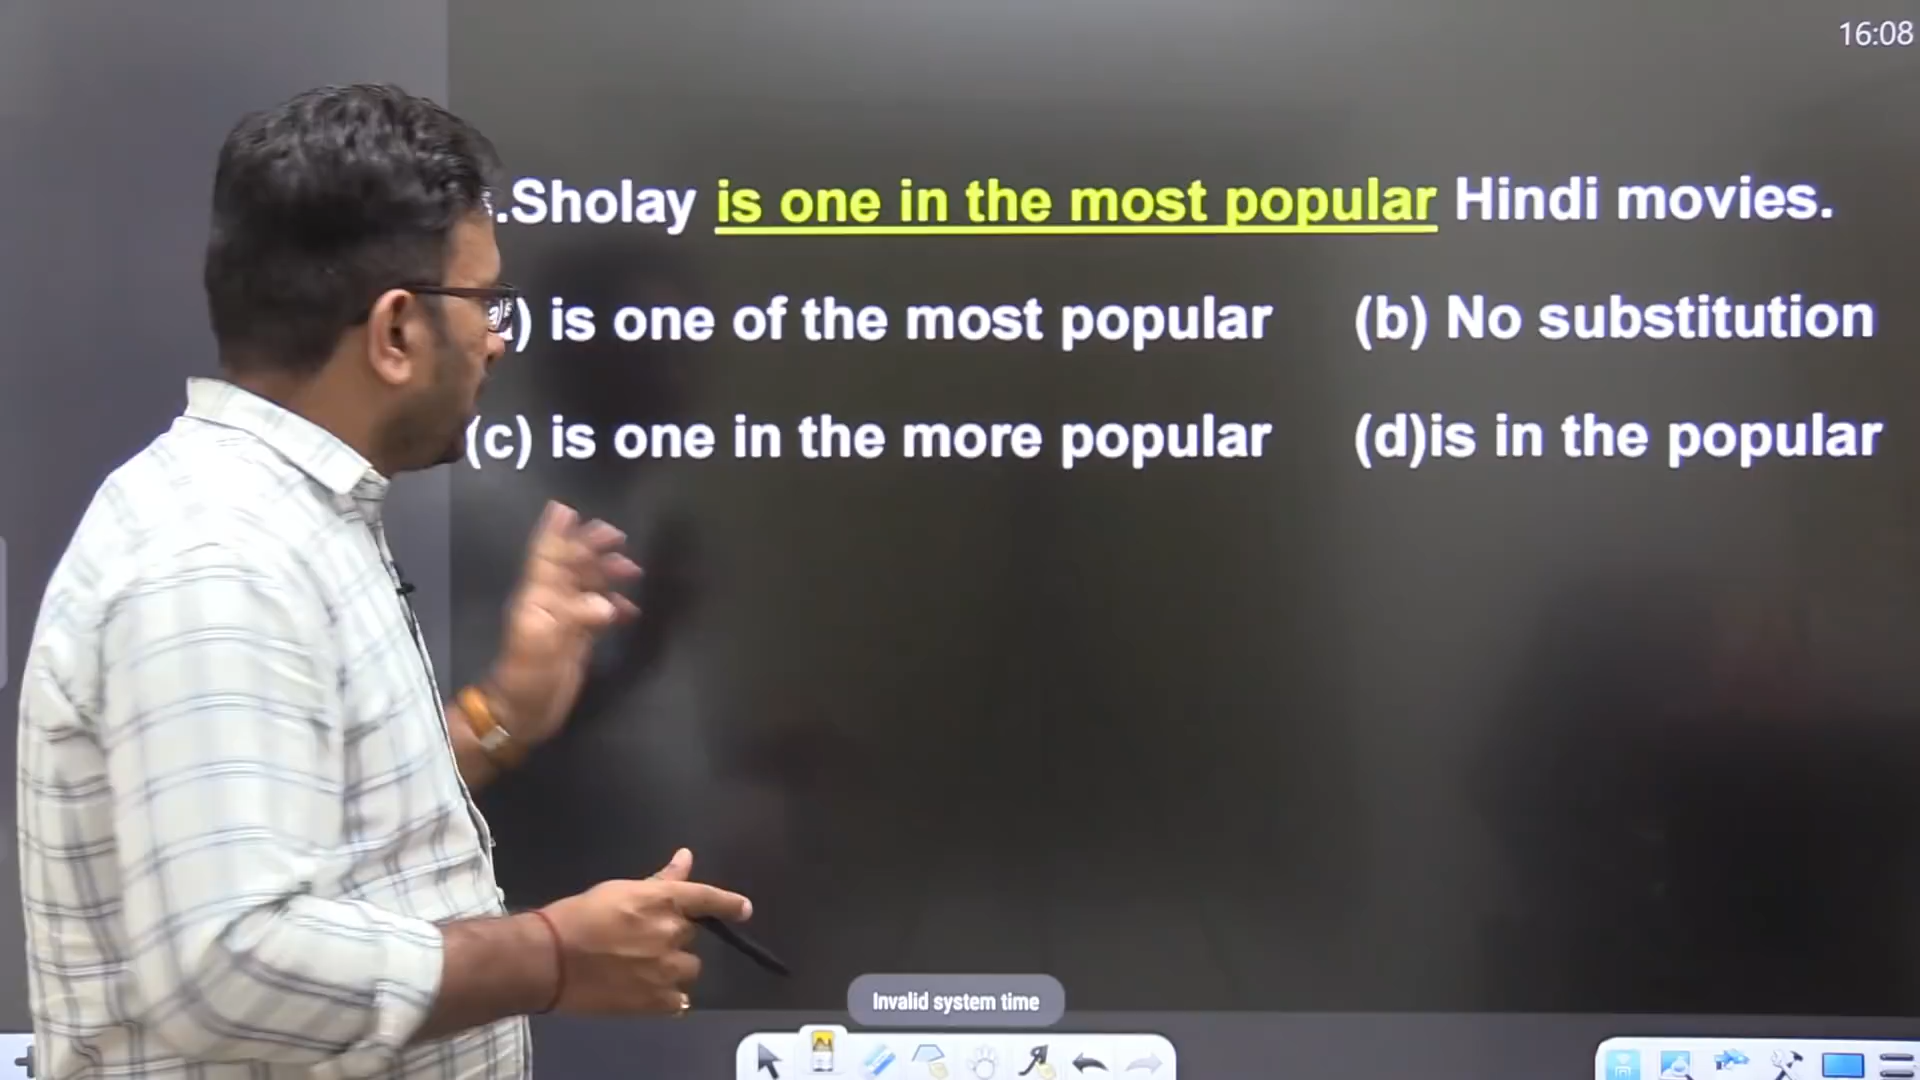 16:08
.Sholay is one in the most popular Hindi movies.
) is one of the most popular (b) No substitution
(c) is one in the more popular (d)is in the popular
Invalid system time